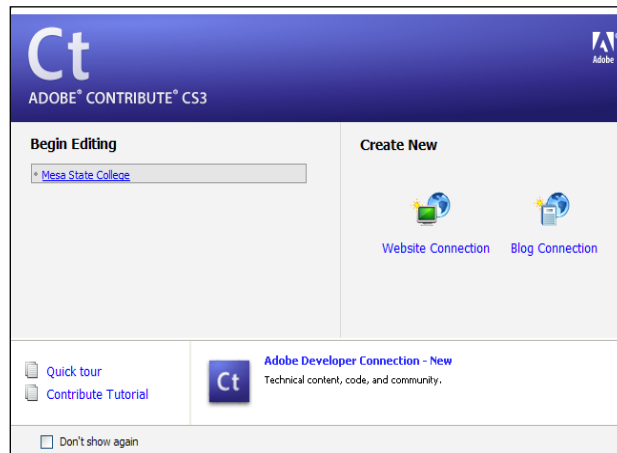 Ct
Adobe
ADOBE® CONTRIBUTE® CS3
Begin Editing
Mesa State College
Create New
Website Connection
Blog Connection
Quick tour
Contribute Tutorial
Ct
Adobe Developer Connection - New
Technical content, code, and community.
Don't show again